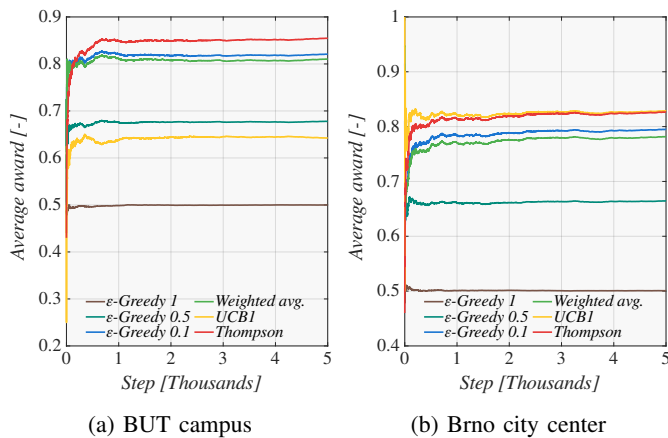 0.9
0.8
0.7
0.6
0.5
0.4
0.3
0.2
Average award [-]
ε-Greedy 1
ε-Greedy 0.5
ε-Greedy 0.1
Weighted avg.
UCB1
Thompson
0 1 2 3 4 5
Step [Thousands]
(a) BUT campus
1
0.9
0.8
0.7
0.6
0.5
0.4
Average award [-]
ε-Greedy 1
ε-Greedy 0.5
ε-Greedy 0.1
Weighted avg.
UCB1
Thompson
0 1 2 3 4 5
Step [Thousands]
(b) Brno city center